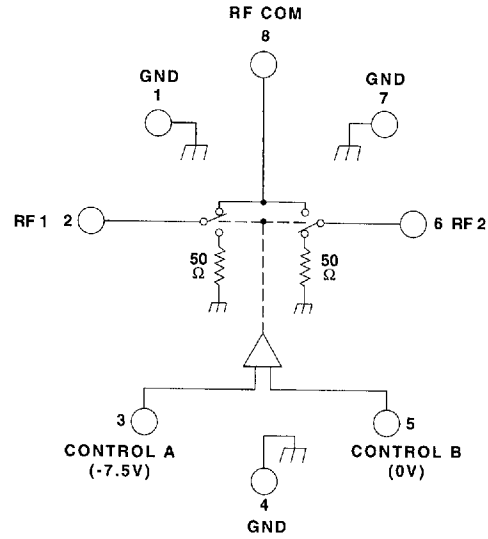 RF COM
8
GND
1
GND
7
RF 1 2
6 RF 2
50
Ω
50
Ω
3
CONTROL A
(-7.5V)
5
CONTROL B
(0V)
4
GND